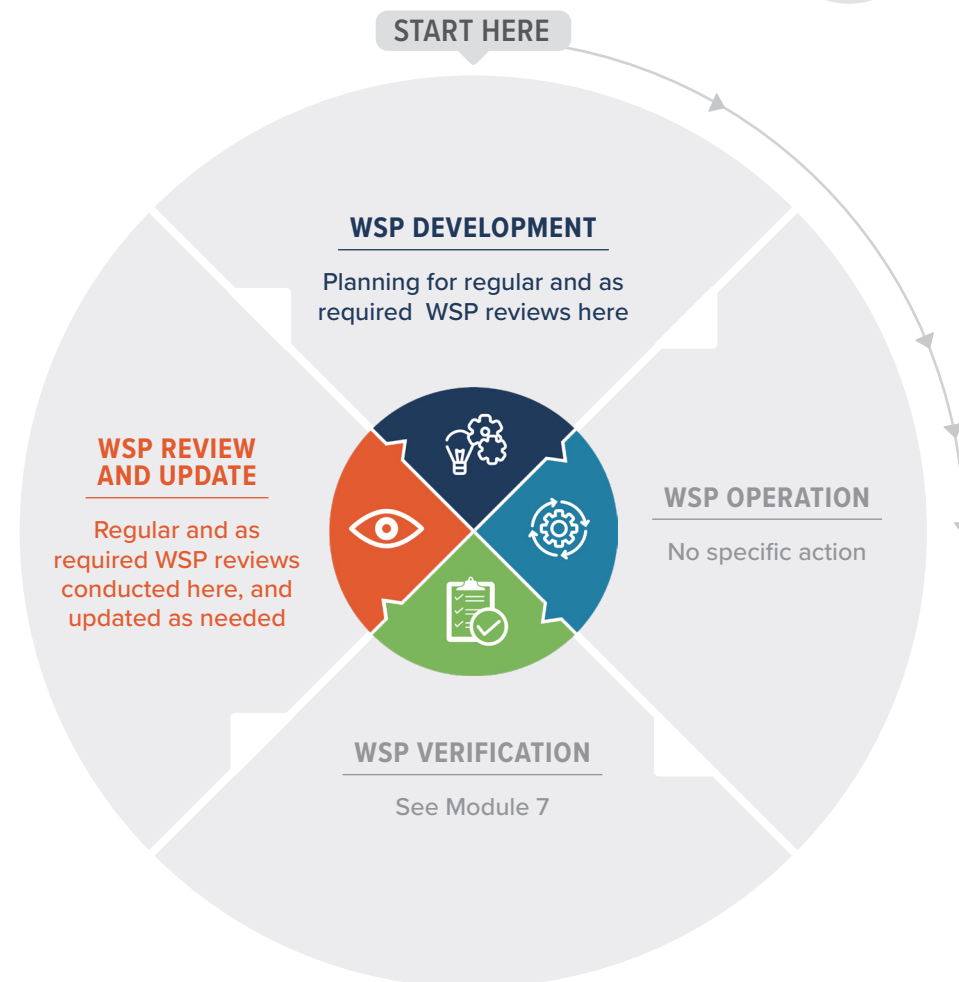 START HERE
WSP DEVELOPMENT
Planning for regular and as
required WSP reviews here
WSP REVIEW
AND UPDATE
Regular and as
required WSP reviews
conducted here, and
updated as needed
WSP OPERATION
No specific action
WSP VERIFICATION
See Module 7